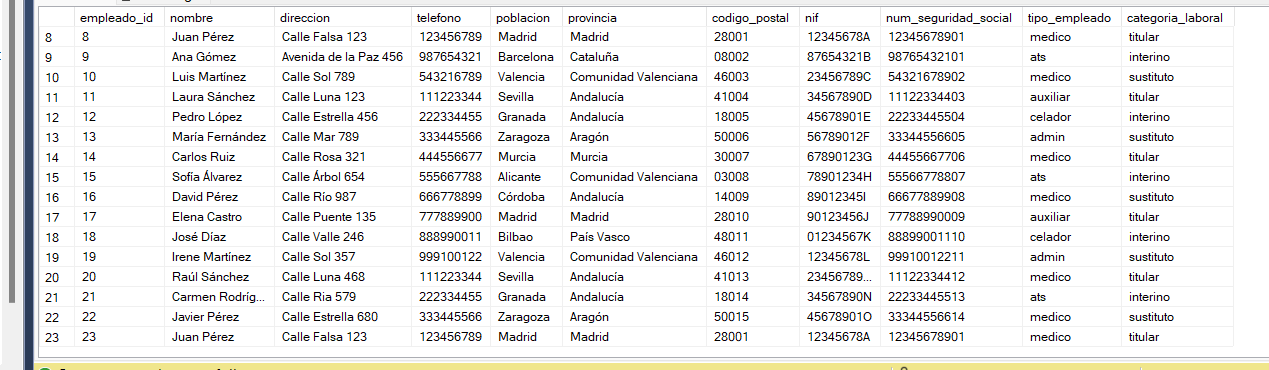 empleado_id nombre direccion telefono poblacion provincia codigo_postal nif num_seguridad_social tipo_empleado categoria_laboral
8 8 Juan Pérez Calle Falsa 123 123456789 Madrid Madrid 28001 12345678A 12345678901 medico titular
9 9 Ana Gómez Avenida de la Paz 456 987654321 Barcelona Cataluña 08002 87654321B 98765432101 ats interino
10 10 Luis Martínez Calle Sol 789 543216789 Valencia Comunidad Valenciana 46003 23456789C 54321678902 medico sustituto
11 11 Laura Sánchez Calle Luna 123 111223344 Sevilla Andalucía 41004 34567890D 11122334403 auxiliar titular
12 12 Pedro López Calle Estrella 456 222334455 Granada Andalucía 18005 45678901E 22233445504 celador interino
13 13 María Fernández Calle Mar 789 333445566 Zaragoza Aragón 50006 56789012F 33344556605 admin sustituto
14 14 Carlos Ruiz Calle Rosa 321 444556677 Murcia Murcia 30007 67890123G 44455667706 medico titular
15 15 Sofía Álvarez Calle Árbol 654 555667788 Alicante Comunidad Valenciana 03008 78901234H 55566778807 ats interino
16 16 David Pérez Calle Río 987 666778899 Córdoba Andalucía 14009 89012345I 66677889908 medico sustituto
17 17 Elena Castro Calle Puente 135 777889900 Madrid Madrid 28010 90123456J 77788990009 auxiliar titular
18 18 José Díaz Calle Valle 246 888990011 Bilbao País Vasco 48011 01234567K 88899001110 celador interino
19 19 Irene Martínez Calle Sol 357 999100122 Valencia Comunidad Valenciana 46012 12345678L 99910012211 admin sustituto
20 20 Raúl Sánchez Calle Luna 468 111223344 Sevilla Andalucía 41013 23456789... 11122334412 medico titular
21 21 Carmen Rodríg... Calle Ria 579 222334455 Granada Andalucía 18014 34567890N 22233445513 ats interino
22 22 Javier Pérez Calle Estrella 680 333445566 Zaragoza Aragón 50015 45678901O 33344556614 medico sustituto
23 23 Juan Pérez Calle Falsa 123 123456789 Madrid Madrid 28001 12345678A 12345678901 medico titular